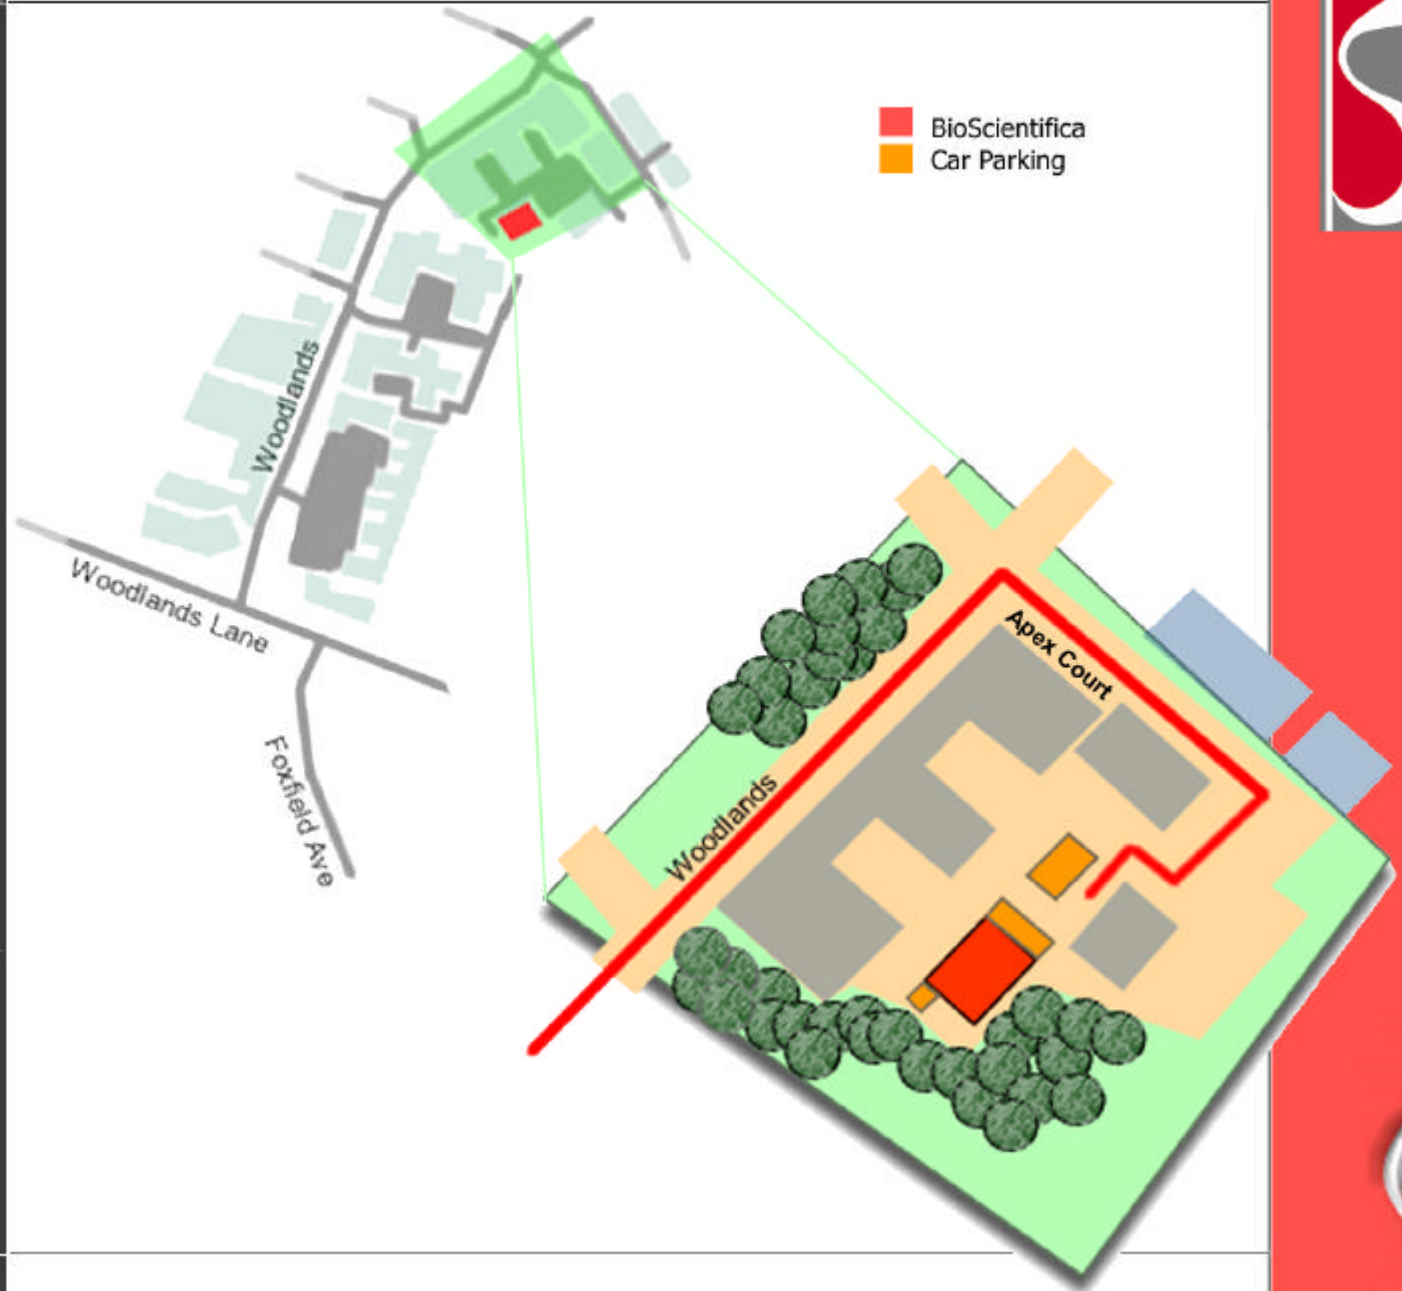 BioScientifica
Car Parking
Woodlands
Woodlands Lane
Foxfield Ave
Apex Court
Woodlands